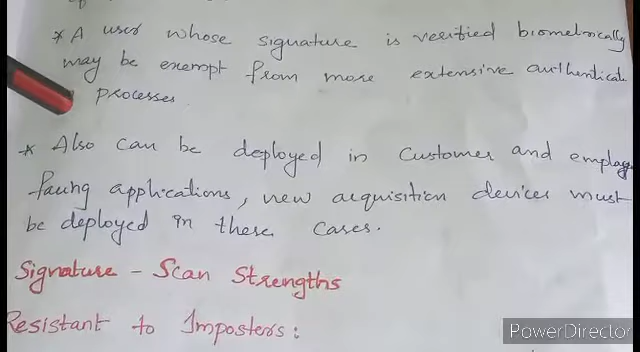 * A user whose signature is verified biometrically
may be exempt from more extensive authenticat
processes.
* Also can be deployed in customer and employ
facing applications, new acquisition devices must
be deployed in these cases.
Signature - Scan Strengths
Resistant to Imposters:
PowerDirector